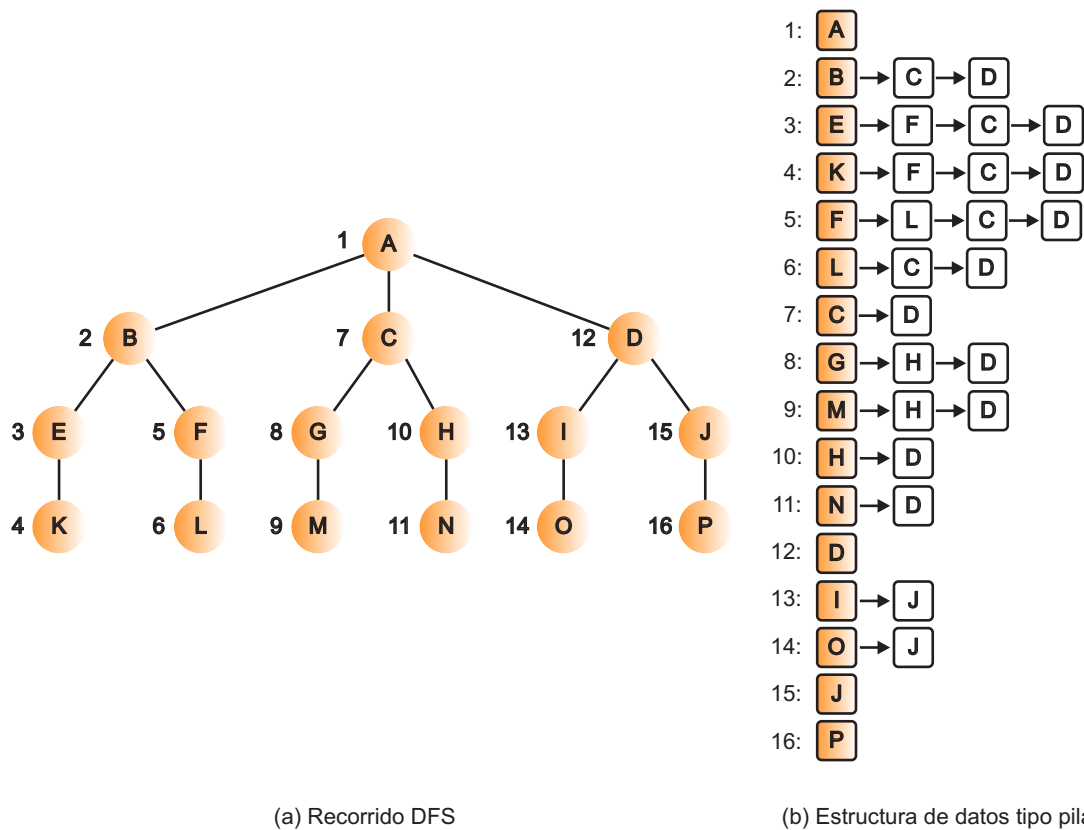 1 A
2 B
7 C
12 D
3 E
5 F
8 G
10 H
13 I
15 J
4 K
6 L
9 M
11 N
14 O
16 P
(a) Recorrido DFS
1: A
2: B C D
3: E F C D
4: K F C D
5: F L C D
6: L C D
7: C D
8: G H D
9: M H D
10: H D
11: N D
12: D
13: I J
14: O J
15: J
16: P
(b) Estructura de datos tipo